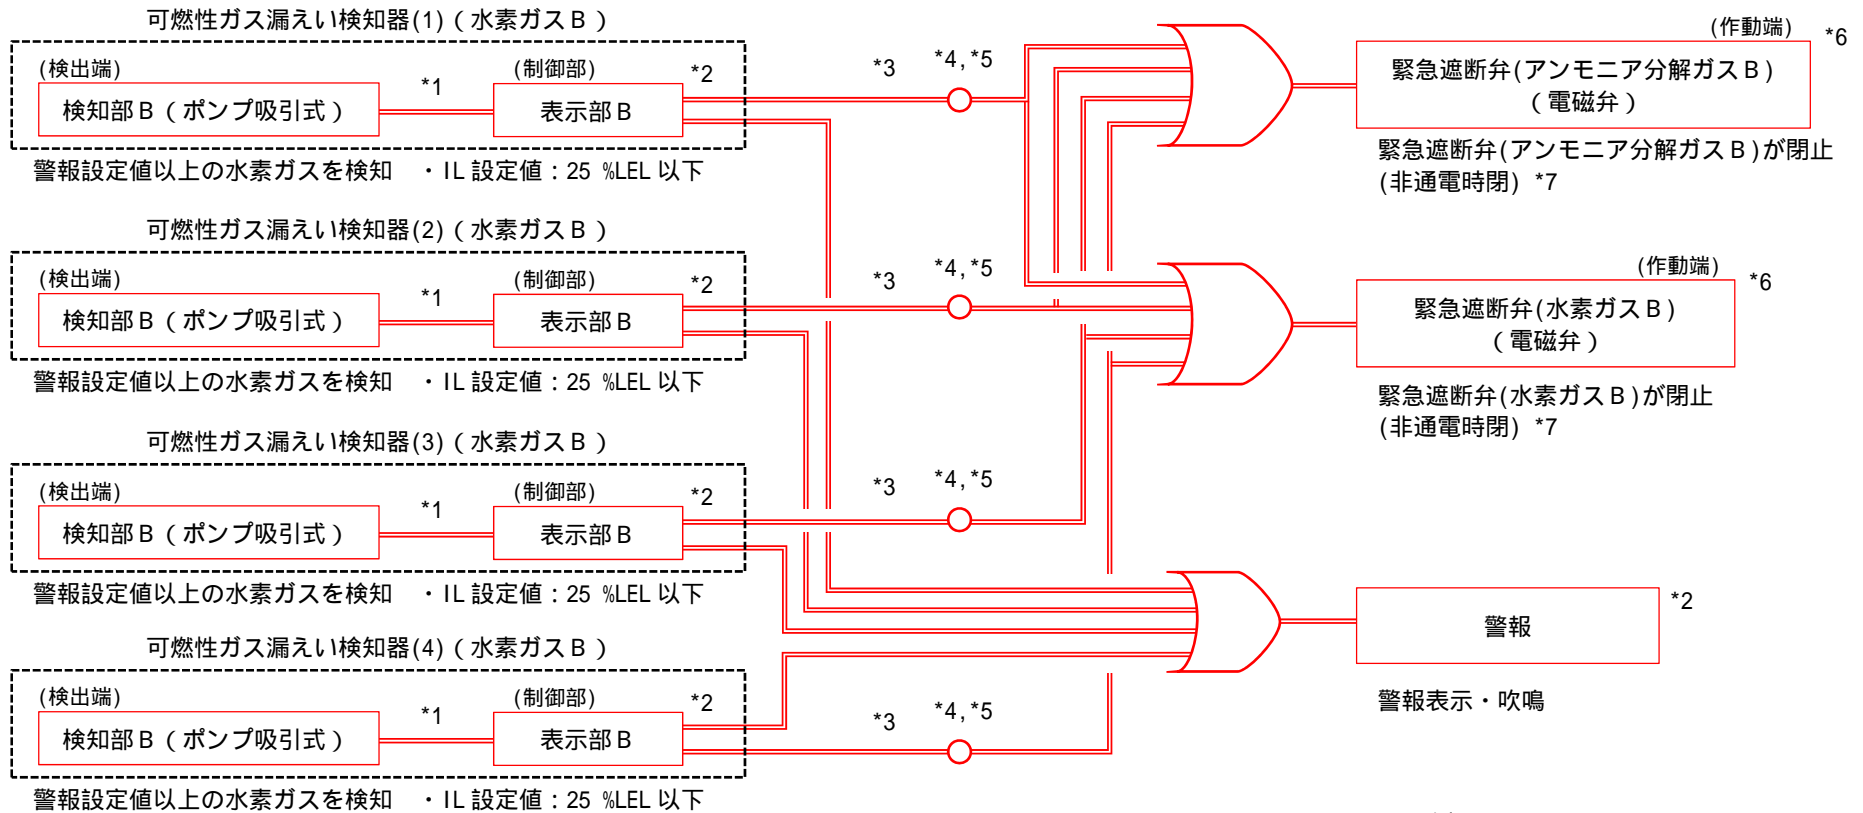 可燃性ガス漏えい検知器(1)（水素ガスＢ）
(検出端)
*1
(制御部)
*2
検知部Ｂ（ポンプ吸引式）
表示部Ｂ
警報設定値以上の水素ガスを検知　・IL 設定値：25 %LEL 以下
*3
*4,*5
(作動端)
*6
緊急遮断弁(アンモニア分解ガスＢ)
（電磁弁）
緊急遮断弁(アンモニア分解ガスＢ)が閉止
(非通電時閉) *7
可燃性ガス漏えい検知器(2)（水素ガスＢ）
(検出端)
*1
(制御部)
*2
検知部Ｂ（ポンプ吸引式）
表示部Ｂ
警報設定値以上の水素ガスを検知　・IL 設定値：25 %LEL 以下
*3
*4,*5
(作動端)
*6
緊急遮断弁(水素ガスＢ)
（電磁弁）
緊急遮断弁(水素ガスＢ)が閉止
(非通電時閉) *7
可燃性ガス漏えい検知器(3)（水素ガスＢ）
(検出端)
*1
(制御部)
*2
検知部Ｂ（ポンプ吸引式）
表示部Ｂ
警報設定値以上の水素ガスを検知　・IL 設定値：25 %LEL 以下
*3
*4,*5
警報
*2
警報表示・吹鳴
可燃性ガス漏えい検知器(4)（水素ガスＢ）
(検出端)
*1
(制御部)
*2
検知部Ｂ（ポンプ吸引式）
表示部Ｂ
警報設定値以上の水素ガスを検知　・IL 設定値：25 %LEL 以下
*3
*4,*5